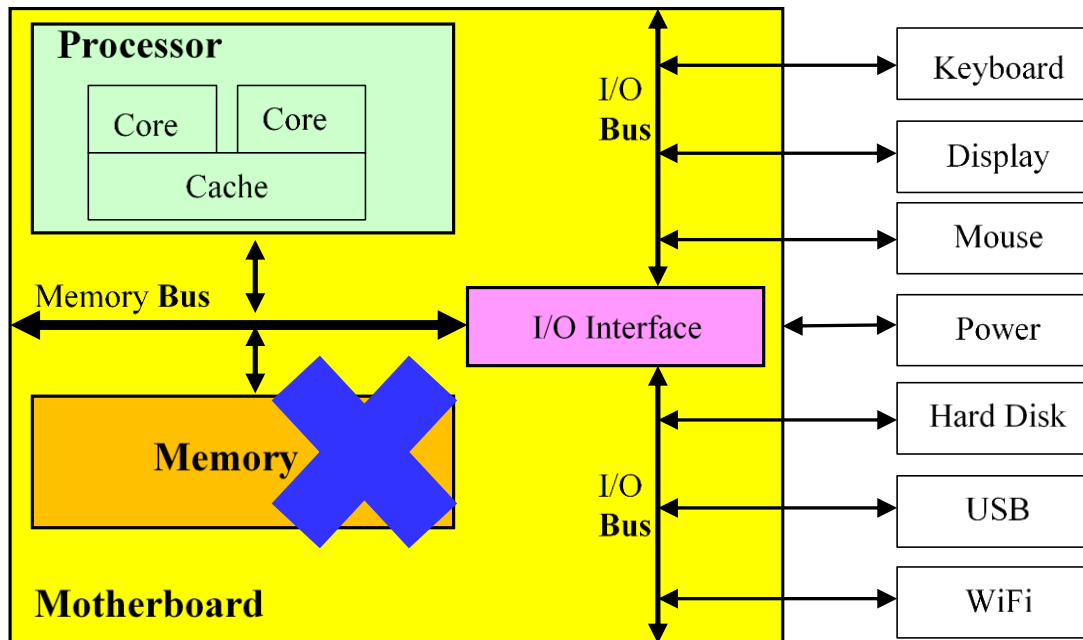 Processor
Core
Core
Cache
Memory Bus
Memory
Motherboard
I/O
Bus
I/O Interface
I/O
Bus
Keyboard
Display
Mouse
Power
Hard Disk
USB
WiFi